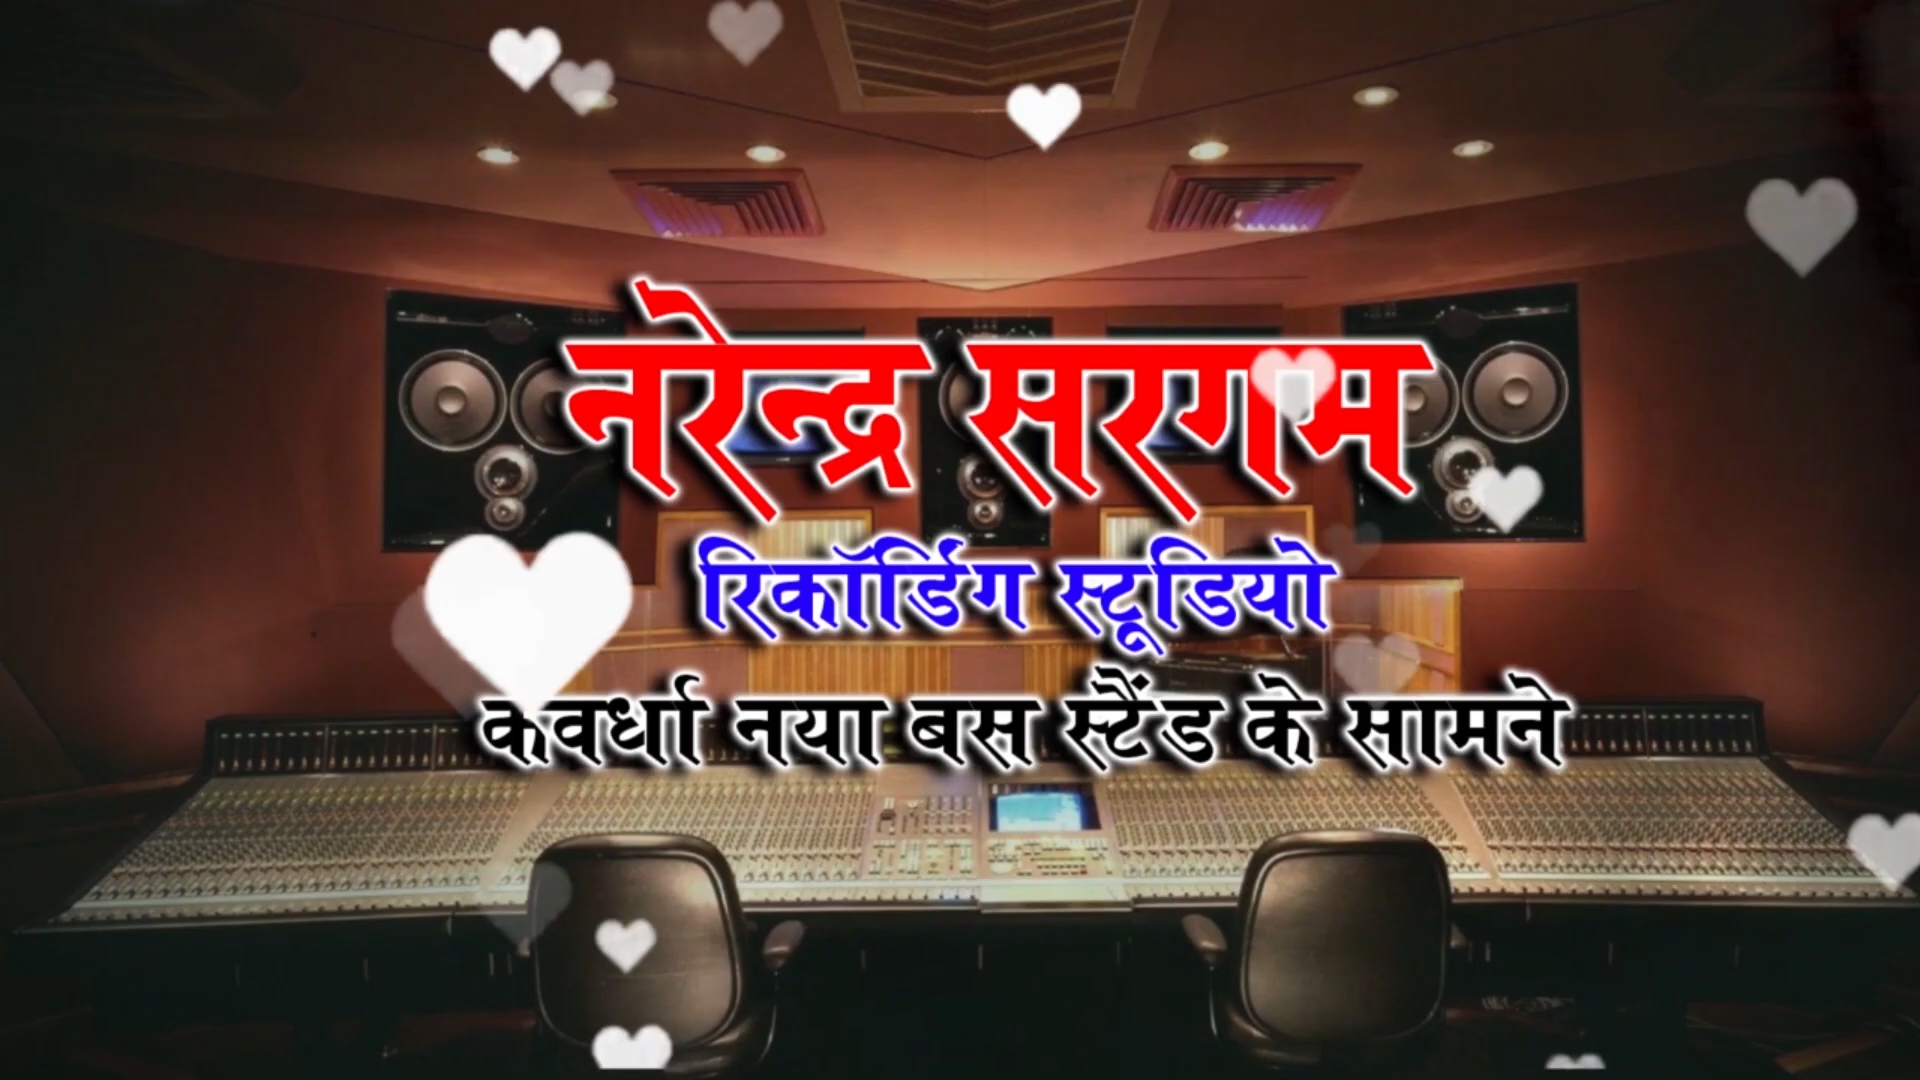 नरेन्द्र सरगम
रिकॉर्डिग स्टूडियो
कवर्धा नया बस स्टैंड के सामने